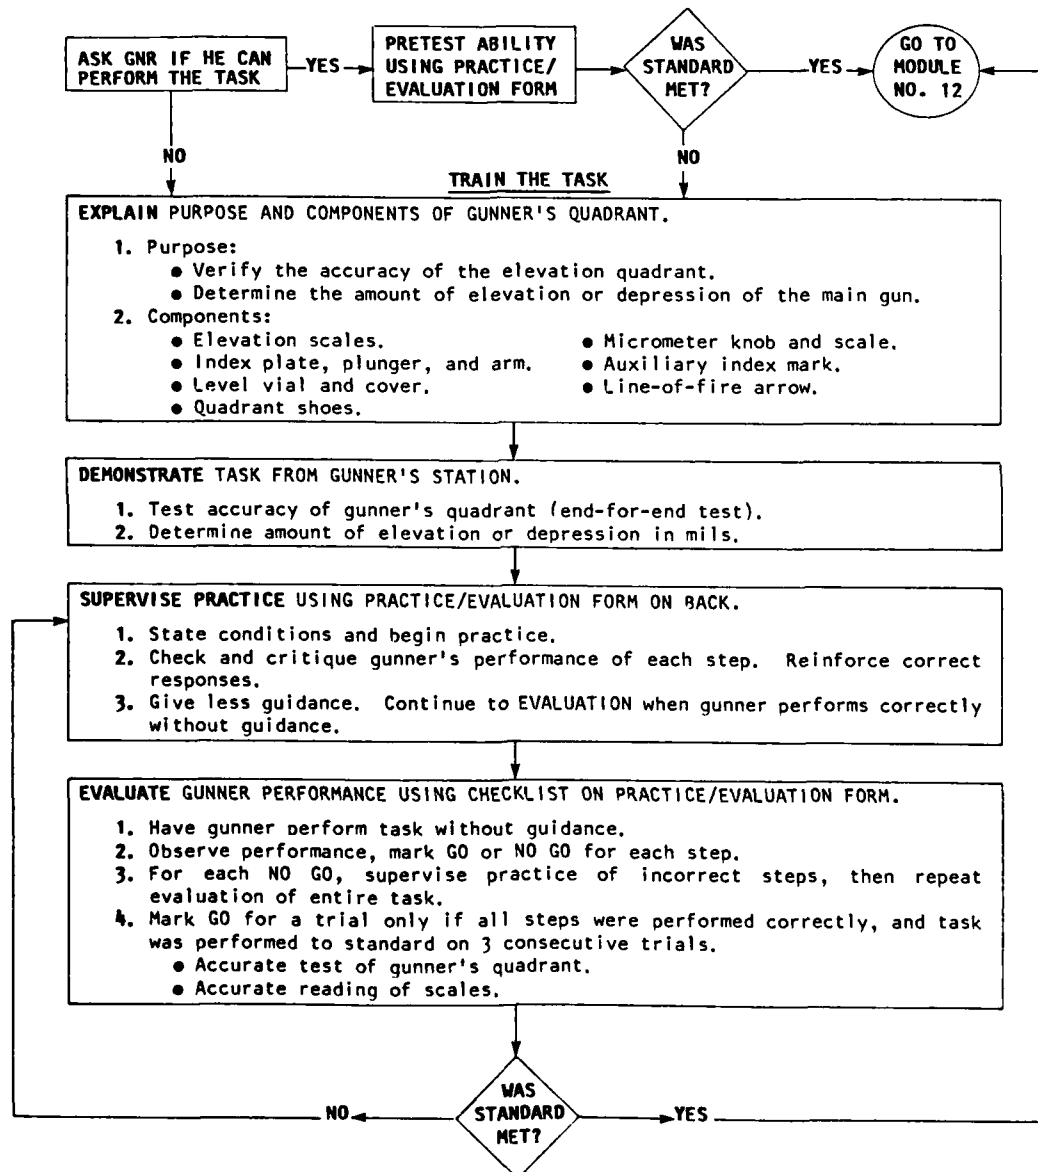 ASK GNR IF HE CAN
PERFORM THE TASK
YES
PRETEST ABILITY
USING PRACTICE/
EVALUATION FORM
WAS
STANDARD
MET?
YES
GO TO
MODULE
NO. 12
NO
NO
TRAIN THE TASK
EXPLAIN PURPOSE AND COMPONENTS OF GUNNER'S QUADRANT.
1. Purpose:
● Verify the accuracy of the elevation quadrant.
● Determine the amount of elevation or depression of the main gun.
2. Components:
● Elevation scales.
● Index plate, plunger, and arm.
● Level vial and cover.
● Quadrant shoes.
● Micrometer knob and scale.
● Auxiliary index mark.
● Line-of-fire arrow.
DEMONSTRATE TASK FROM GUNNER'S STATION.
1. Test accuracy of gunner's quadrant (end-for-end test).
2. Determine amount of elevation or depression in mils.
SUPERVISE PRACTICE USING PRACTICE/EVALUATION FORM ON BACK.
1. State conditions and begin practice.
2. Check and critique gunner's performance of each step. Reinforce correct
responses.
3. Give less guidance. Continue to EVALUATION when gunner performs correctly
without guidance.
EVALUATE GUNNER PERFORMANCE USING CHECKLIST ON PRACTICE/EVALUATION FORM.
1. Have gunner perform task without guidance.
2. Observe performance, mark GO or NO GO for each step.
3. For each NO GO, supervise practice of incorrect steps, then repeat
evaluation of entire task.
4. Mark GO for a trial only if all steps were performed correctly, and task
was performed to standard on 3 consecutive trials.
● Accurate test of gunner's quadrant.
● Accurate reading of scales.
NO
WAS
STANDARD
MET?
YES